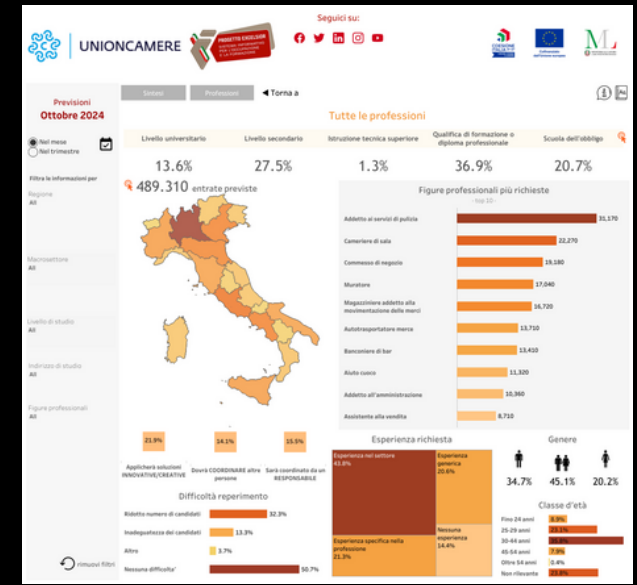 Seguici su:
UNIONCAMERE
PROGETTO EXCELSIOR
SISTEMA INFORMATIVO
PER L'OCCUPAZIONE
E LA FORMAZIONE
Previsioni
Ottobre 2024
Nel mese
Nel trimestre
Filtra le informazioni per
Regione
All
Macrosettore
All
Livello di studio
All
Indirizzo di studio
All
Figure professionali
All
rimuovi filtri
Sintesi
Professioni
Torna a
Tutte le professioni
Livello universitario
Livello secondario
Istruzione tecnica superiore
Qualifica di formazione o
diploma professionale
Scuola dell'obbligo
13.6%
27.5%
1.3%
36.9%
20.7%
489.310 entrate previste
Figure professionali più richieste
- top 10 -
Addetto ai servizi di pulizia
31,170
Cameriere di sala
22,270
Commesso di negozio
19,180
Muratore
17,040
Magazziniere addetto alla
movimentazione delle merci
16,720
Autotrasportatore merce
13,710
Banconiere di bar
13,410
Aiuto cuoco
11,320
Addetto all'amministrazione
10,360
Assistente alla vendita
8,710
21.9%
14.1%
15.5%
Applicherà soluzioni
INNOVATIVE/CREATIVE
Dovrà COORDINARE altre
persone
Sarà coordinato da un
RESPONSABILE
Difficoltà reperimento
Ridotto numero di candidati
32.3%
Inadeguatezza dei candidati
13.3%
Altro
3.7%
Nessuna difficolta'
50.7%
Esperienza richiesta
Esperienza nel settore
43.8%
Esperienza
generica
20.6%
Esperienza specifica nella
professione
21.3%
Nessuna
esperienza
14.4%
Genere
34.7%
45.1%
20.2%
Classe d'età
Fino 24 anni
8.9%
25-29 anni
23.1%
30-44 anni
45-54 anni
7.9%
Oltre 54 anni
0.4%
Non rilevante
23.8%